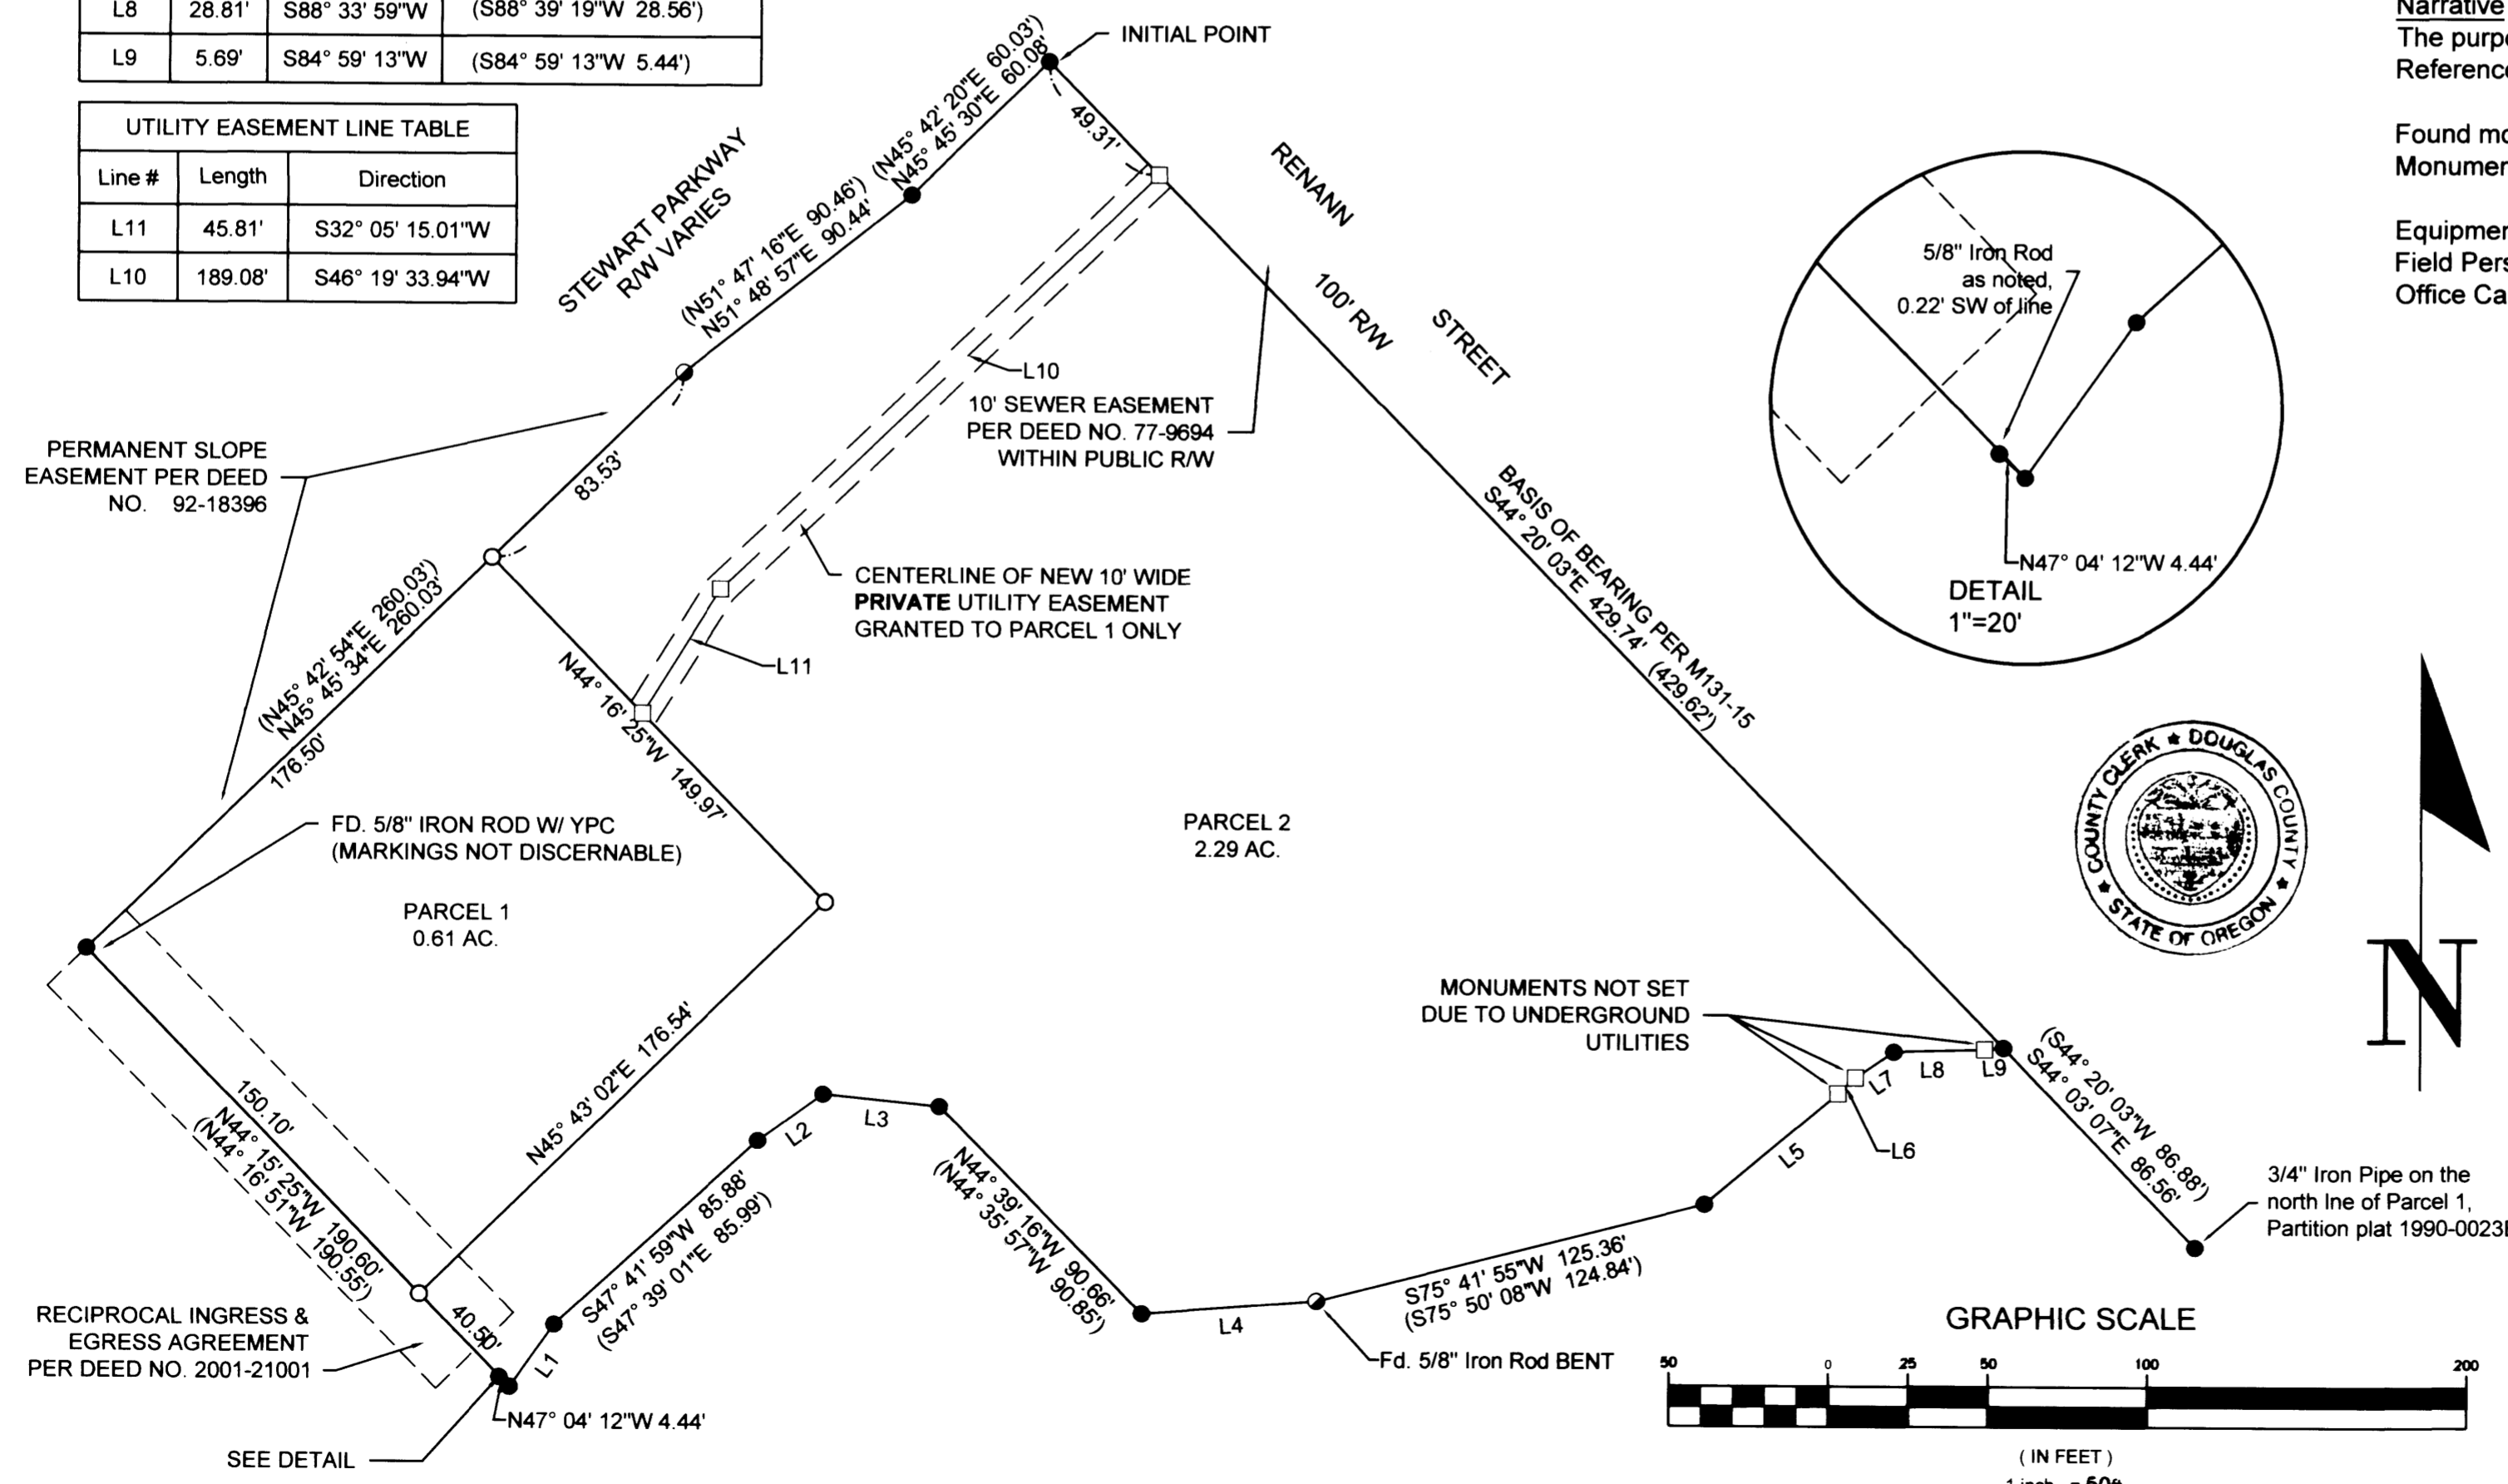 L8 28.81' S88° 33' 59"W (S88° 39' 19"W 28.56')
L9 5.69' S84° 59' 13"W (S84° 59' 13"W 5.44')
UTILITY EASEMENT LINE TABLE
Line # Length Direction
L11 45.81' S32° 05' 15.01"W
L10 189.08' S46° 19' 33.94"W
INITIAL POINT
(N45° 42' 20"E 60.03')
N45° 45' 30"E 60.08'
49.31'
STEWART PARKWAY
R/W VARIES
(N51° 47' 16"E 90.46')
N51° 48' 57"E 90.44'
RENANN
STREET
100' R/W
L10
10' SEWER EASEMENT
PER DEED NO. 77-9694
WITHIN PUBLIC R/W
PERMANENT SLOPE
EASEMENT PER DEED
NO. 92-18396
83.53'
CENTERLINE OF NEW 10' WIDE
PRIVATE UTILITY EASEMENT
GRANTED TO PARCEL 1 ONLY
L11
BASIS OF BEARING PER M131-15
S44° 20' 03"E 429.74' (429.62')
(N45° 42' 54"E 260.03')
N45° 45' 34"E 260.03'
176.50'
N44° 16' 25"W 149.97'
FD. 5/8" IRON ROD W/ YPC
(MARKINGS NOT DISCERNABLE)
PARCEL 1
0.61 AC.
PARCEL 2
2.29 AC.
N45° 43' 02"E 176.54'
150.10'
N44° 15' 25"W 190.60'
(N44° 16' 51"W 190.55')
40.50'
RECIPROCAL INGRESS &
EGRESS AGREEMENT
PER DEED NO. 2001-21001
SEE DETAIL
N47° 04' 12"W 4.44'
L1
S47° 41' 59"W 85.88'
(S47° 39' 01"E 85.99')
L2
L3
N44° 39' 16"W 90.66'
(N44° 35' 57"W 90.85')
L4
Fd. 5/8" Iron Rod BENT
S75° 41' 55"W 125.36'
(S75° 50' 08"W 124.84')
L5
L6
L7
L8
L9
MONUMENTS NOT SET
DUE TO UNDERGROUND
UTILITIES
(S44° 20' 03"W 86.88')
S44° 03' 07"E 86.56'
3/4" Iron Pipe on the
north lne of Parcel 1,
Partition plat 1990-0023
5/8" Iron Rod
as noted,
0.22' SW of line
N47° 04' 12"W 4.44'
DETAIL
1"=20'
COUNTY CLERK ★ DOUGLAS COUNTY ★ STATE OF OREGON ★
N
GRAPHIC SCALE
50 0 25 50 100 200
( IN FEET )
1 inch = 50ft.
Narrative
The purp
Referenc
Found mo
Monumer
Equipmer
Field Pers
Office Ca